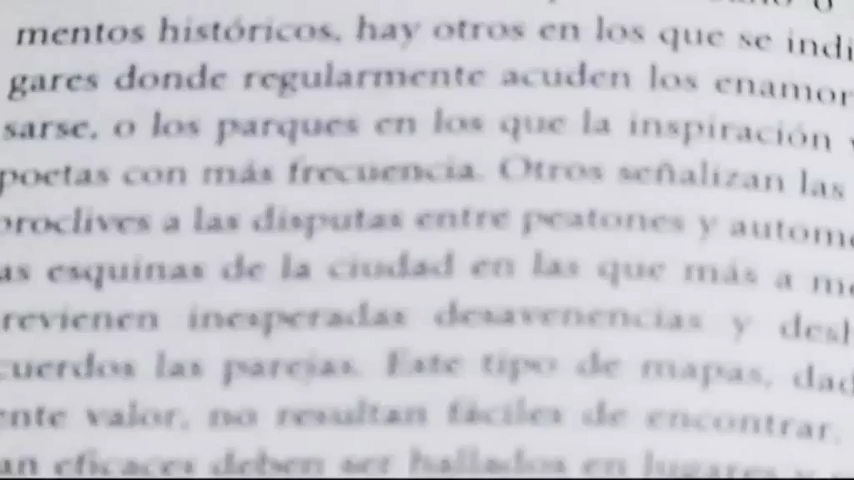 mentos históricos, hay otros en los que se indi
gares donde regularmente acuden los enamor
sarse, o los parques en los que la inspiración
poetas con más frecuencia. Otros señalizan las
proclives a las disputas entre peatones y autom
as esquinas de la ciudad en las que más a me
revienen inesperadas desavenencias y desh
cuerdos las parejas. Este tipo de mapas, dad
ente valor, no resultan fáciles de encontrar,
an eficaces deben ser hallados en lugares y